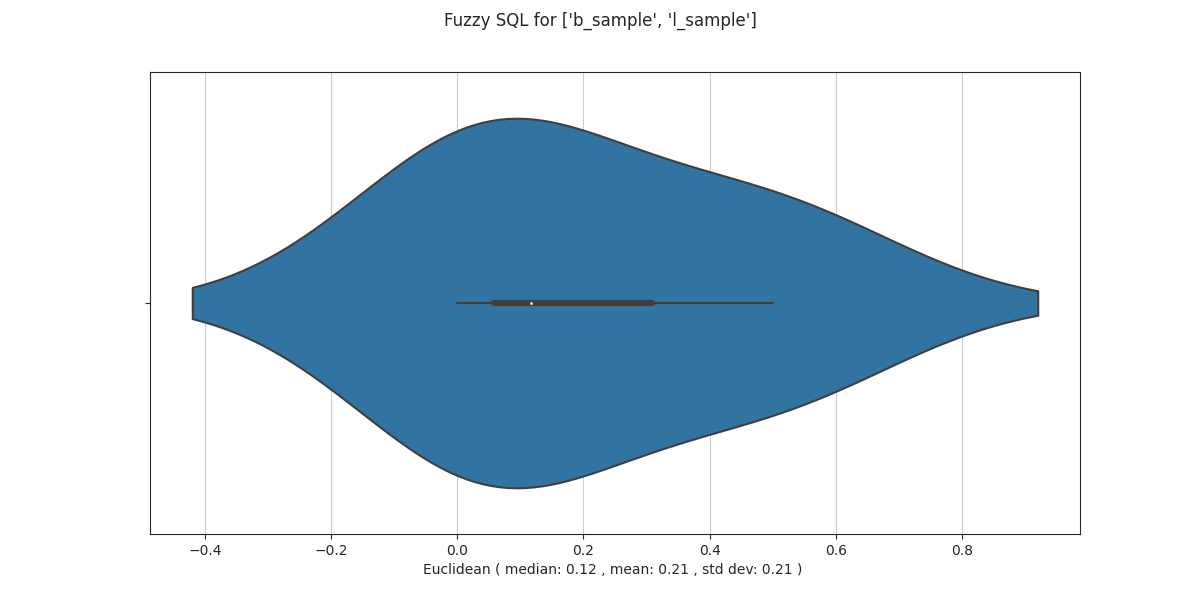 Fuzzy SQL for ['b_sample', 'l_sample']
−0.4 −0.2 0.0 0.2 0.4 0.6 0.8
Euclidean ( median: 0.12 , mean: 0.21 , std dev: 0.21 )